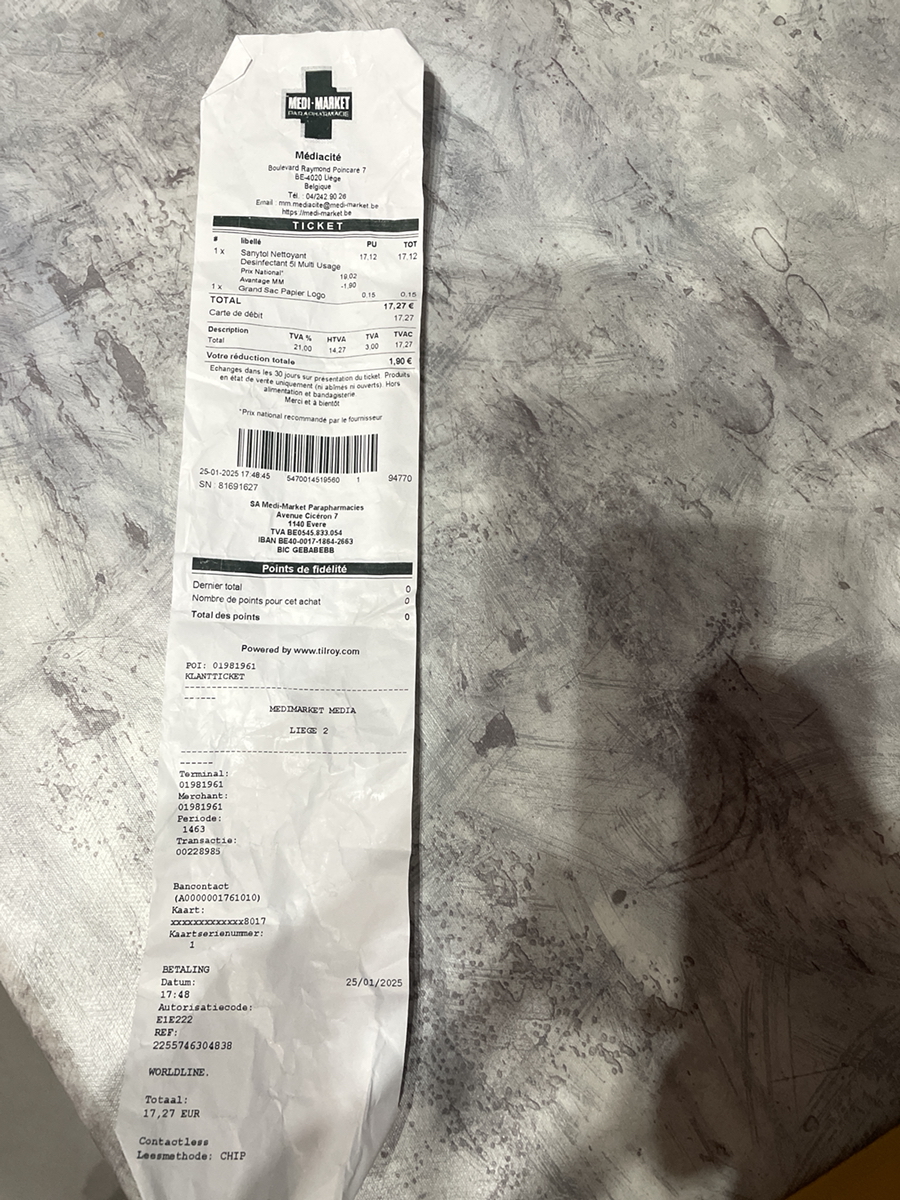 MEDI-MARKET
PARAPHARMACIE
Médiacité
Boulevard Raymond Poincare 7
BE-4020 Liège
Belgique
Tél. : 04/242.90.26
Email : mm.mediacite@medi-market.be
https://medi-market.be
TICKET
# libellé PU TOT
1 x Sanytol Nettoyant 17,12 17,12
Desinfectant 5l Multi Usage
Prix National* 19,02
Avantage MM -1,90
1 x Grand Sac Papier Logo 0,15 0,15
TOTAL 17,27 €
Carte de débit 17,27
Description TVA % HTVA TVA TVAC
Total 21,00 14,27 3,00 17,27
Votre réduction totale 1,90 €
Echanges dans les 30 jours sur présentation du ticket. Produits
en état de vente uniquement (ni abîmés ni ouverts). Hors
alimentation et bandagisterie.
Merci et à bientôt
*Prix national recommandé par le fournisseur
25-01-2025 17:48:45 5470014519560 1 94770
SN : 81691627
SA Medi-Market Parapharmacies
Avenue Cicéron 7
1140 Evere
TVA BE0545.833.054
IBAN BE40-0017-1864-2663
BIC GEBABEBB
Points de fidélité
Dernier total 0
Nombre de points pour cet achat 0
Total des points 0
Powered by www.tilroy.com
POI: 01981961
KLANTTICKET
------------------------------------------
------
MEDIMARKET MEDIA
LIEGE 2
------------------------------------------
------
Terminal:
01981961
Merchant:
01981961
Periode:
1463
Transactie:
00228985
Bancontact
(A0000001761010)
Kaart:
xxxxxxxxxxxxx8017
Kaartserienummer:
1
BETALING
Datum: 25/01/2025
17:48
Autorisatiecode:
E1E222
REF:
2255746304838
WORLDLINE.
Totaal:
17,27 EUR
Contactless
Leesmethode: CHIP